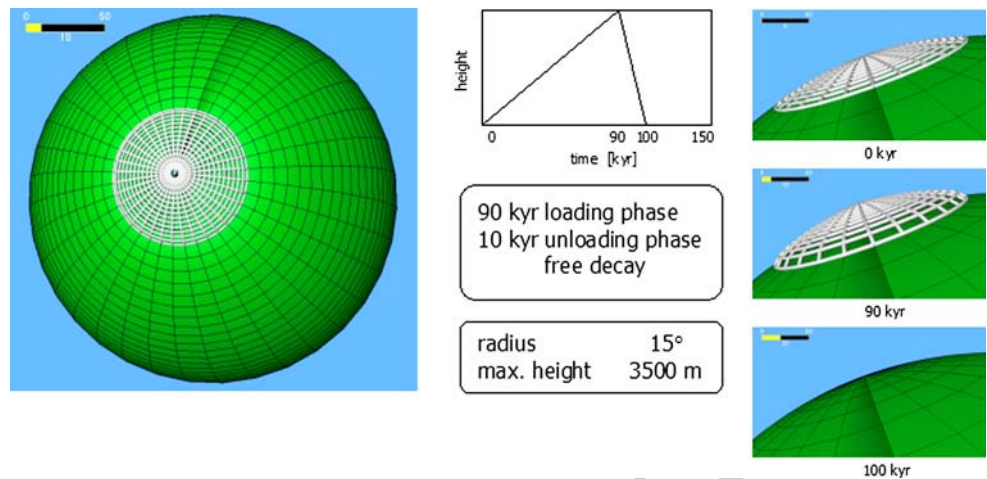 0 50
10
height
0 90 100 150
time [kyr]
90 kyr loading phase
10 kyr unloading phase
free decay
radius 15°
max. height 3500 m
0 kyr
90 kyr
100 kyr